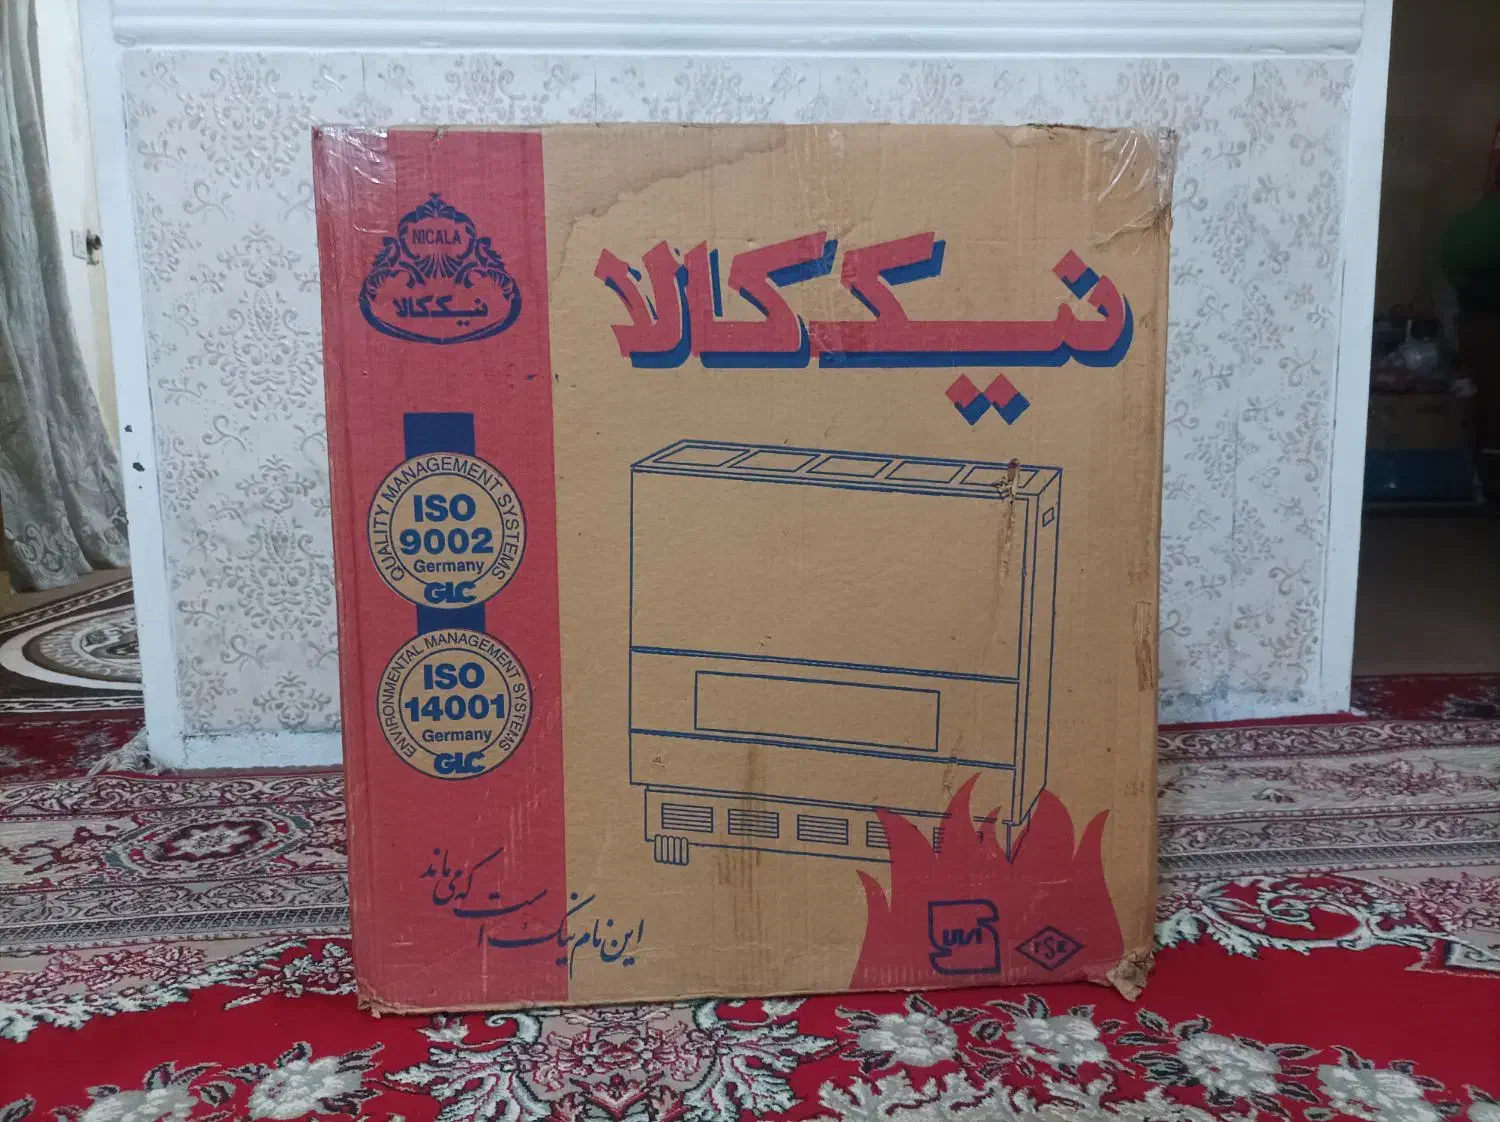 NICALA
نیک کالا
نیک کالا
QUALITY MANAGEMENT SYSTEMS
ISO
9002
Germany
GLC
ENVIRONMENTAL MANAGEMENT SYSTEMS
ISO
14001
Germany
GLC
این نام نیک است که می ماند